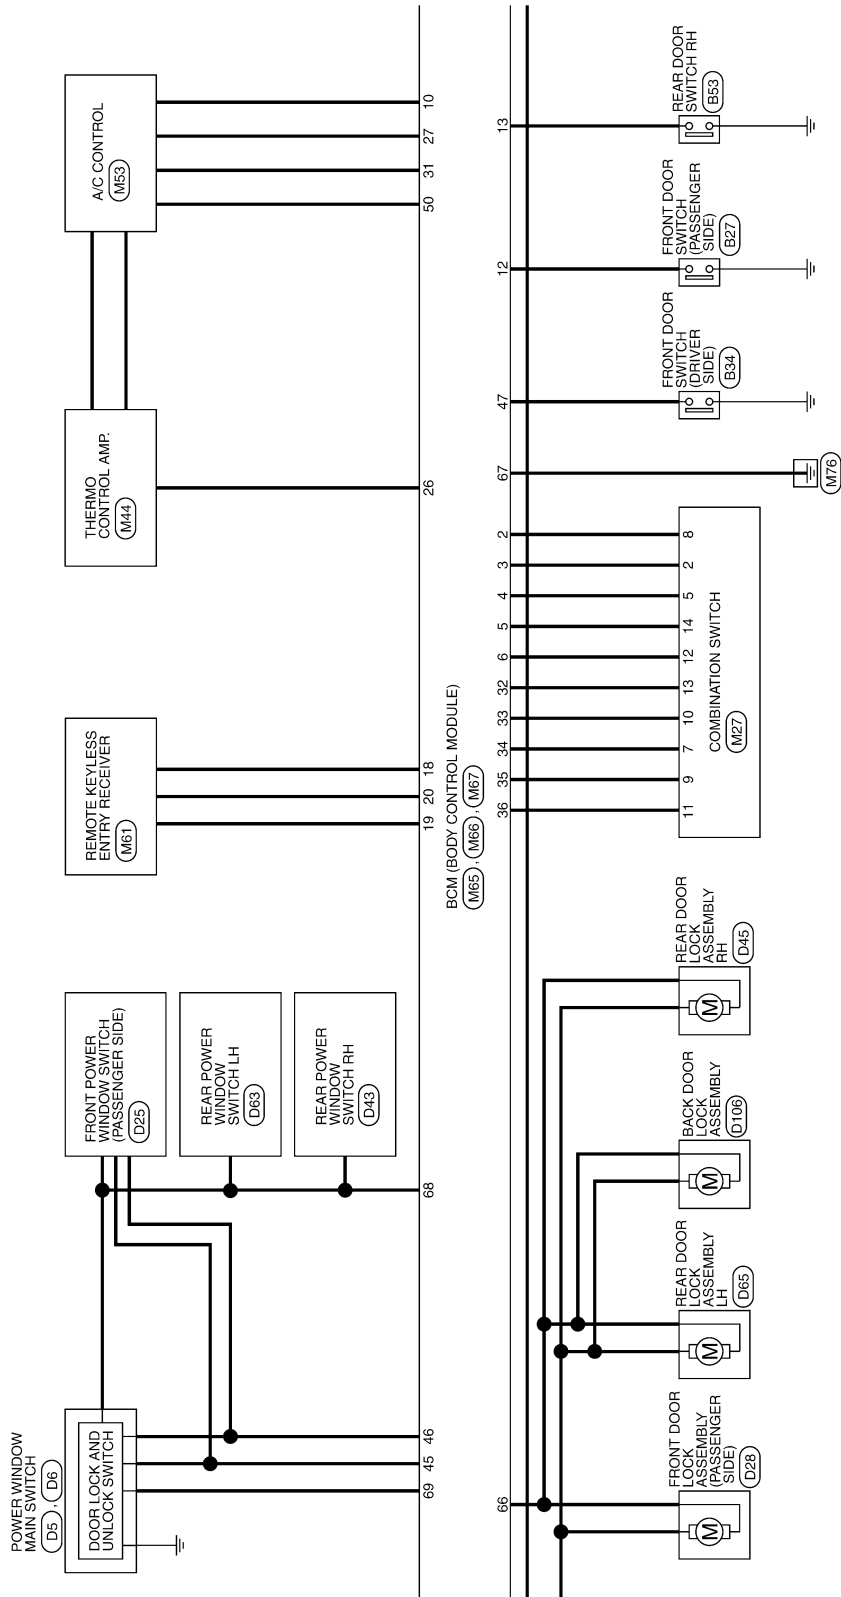 POWER WINDOW
MAIN SWITCH
D5 , D6
DOOR LOCK AND
UNLOCK SWITCH
FRONT POWER
WINDOW SWITCH
(PASSENGER SIDE)
D25
REAR POWER
WINDOW
SWITCH LH
D63
REAR POWER
WINDOW
SWITCH RH
D43
REMOTE KEYLESS
ENTRY RECEIVER
M61
THERMO
CONTROL AMP.
M44
A/C CONTROL
M53
69
45
46
68
19
20
18
26
50
31
27
10
BCM (BODY CONTROL MODULE)
M65 , M66 , M67
66
36
35
34
33
32
6
5
4
3
2
67
47
12
13
FRONT DOOR
LOCK
ASSEMBLY
(PASSENGER
SIDE)
D28
M
REAR DOOR
LOCK
ASSEMBLY
LH
D65
M
BACK DOOR
LOCK
ASSEMBLY
D106
M
REAR DOOR
LOCK
ASSEMBLY
RH
D45
M
11
9
7
10
13
12
14
5
2
8
COMBINATION SWITCH
M27
M76
FRONT DOOR
SWITCH
(DRIVER
SIDE)
B34
FRONT DOOR
SWITCH
(PASSENGER
SIDE)
B27
REAR DOOR
SWITCH RH
B53